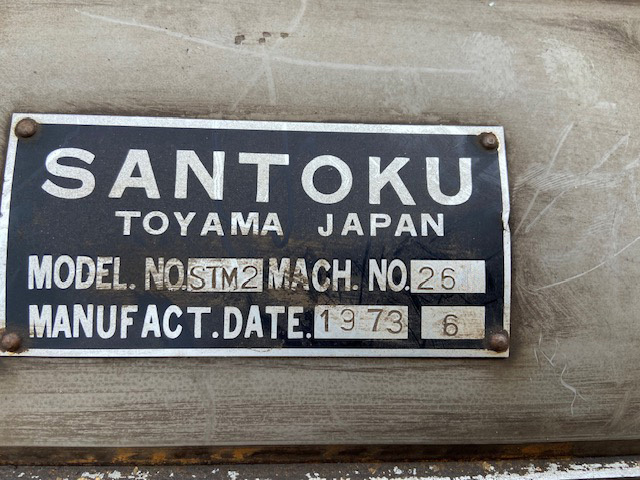 SANTOKU
TOYAMA JAPAN
MODEL. NO. STM2 MACH. NO. 26
MANUFACT. DATE. 1973 6